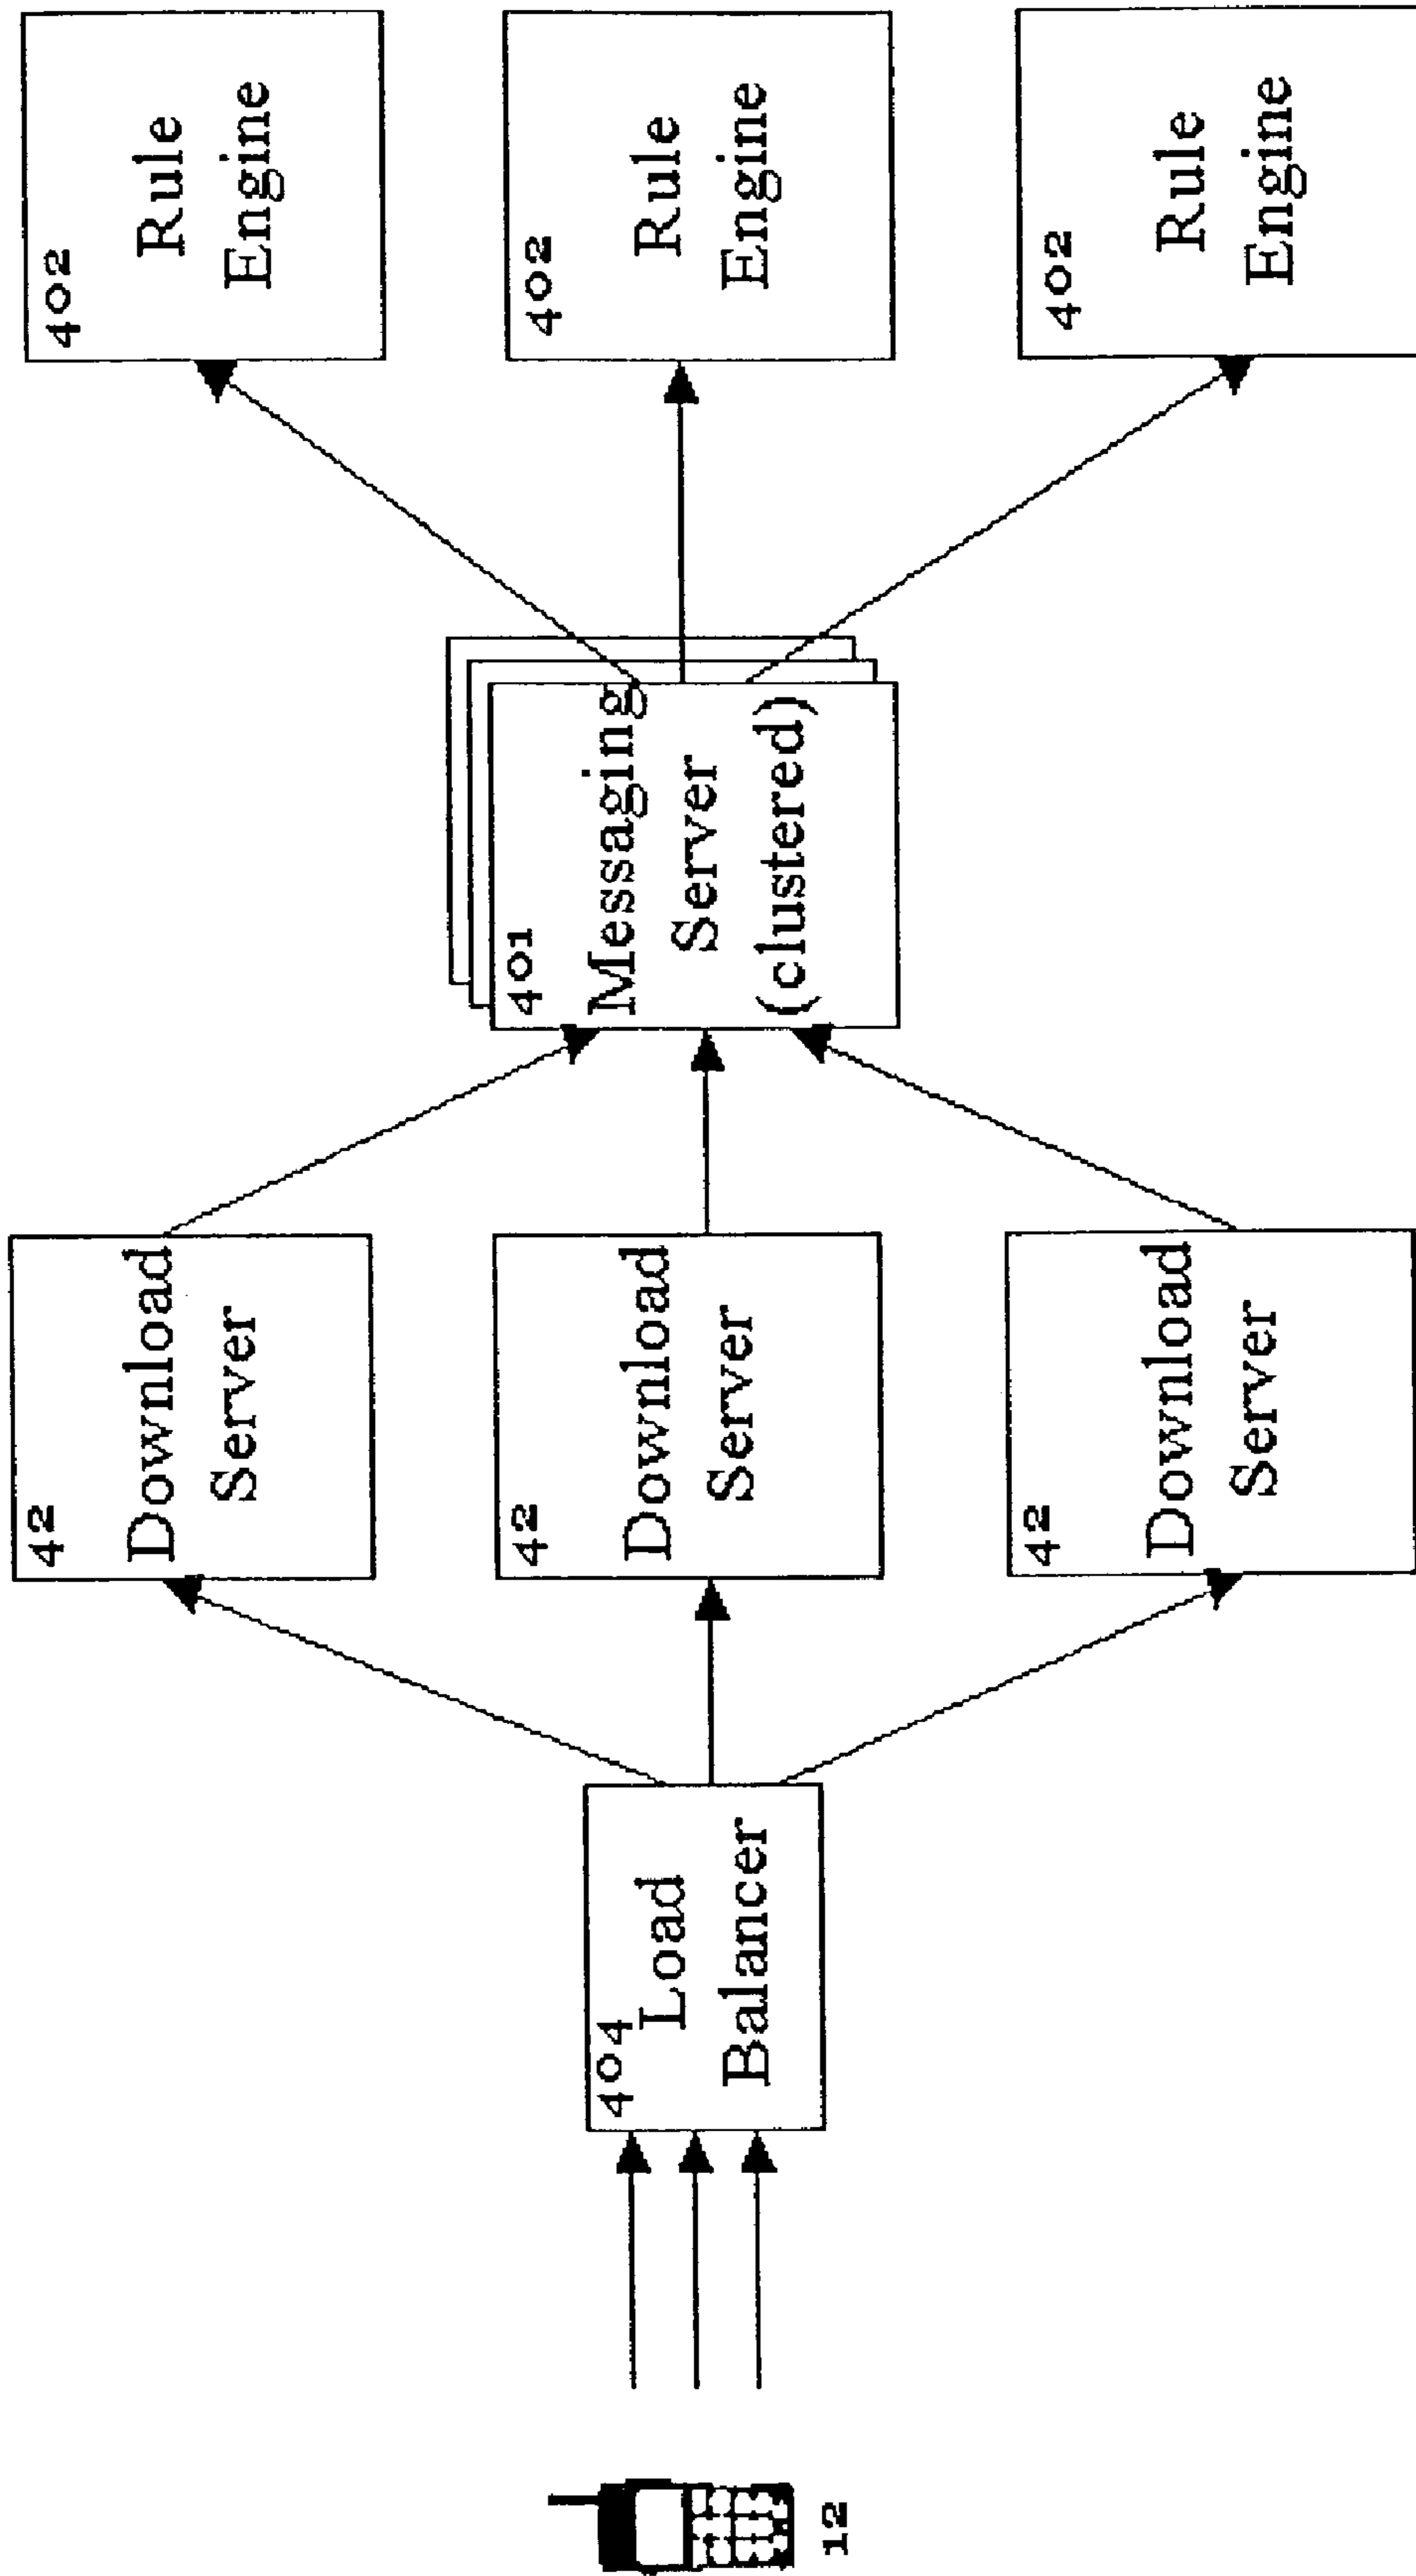 12
404
Load
Balancer
42
Download
Server
42
Download
Server
42
Download
Server
401
Messaging
Server
(clustered)
402
Rule
Engine
402
Rule
Engine
402
Rule
Engine